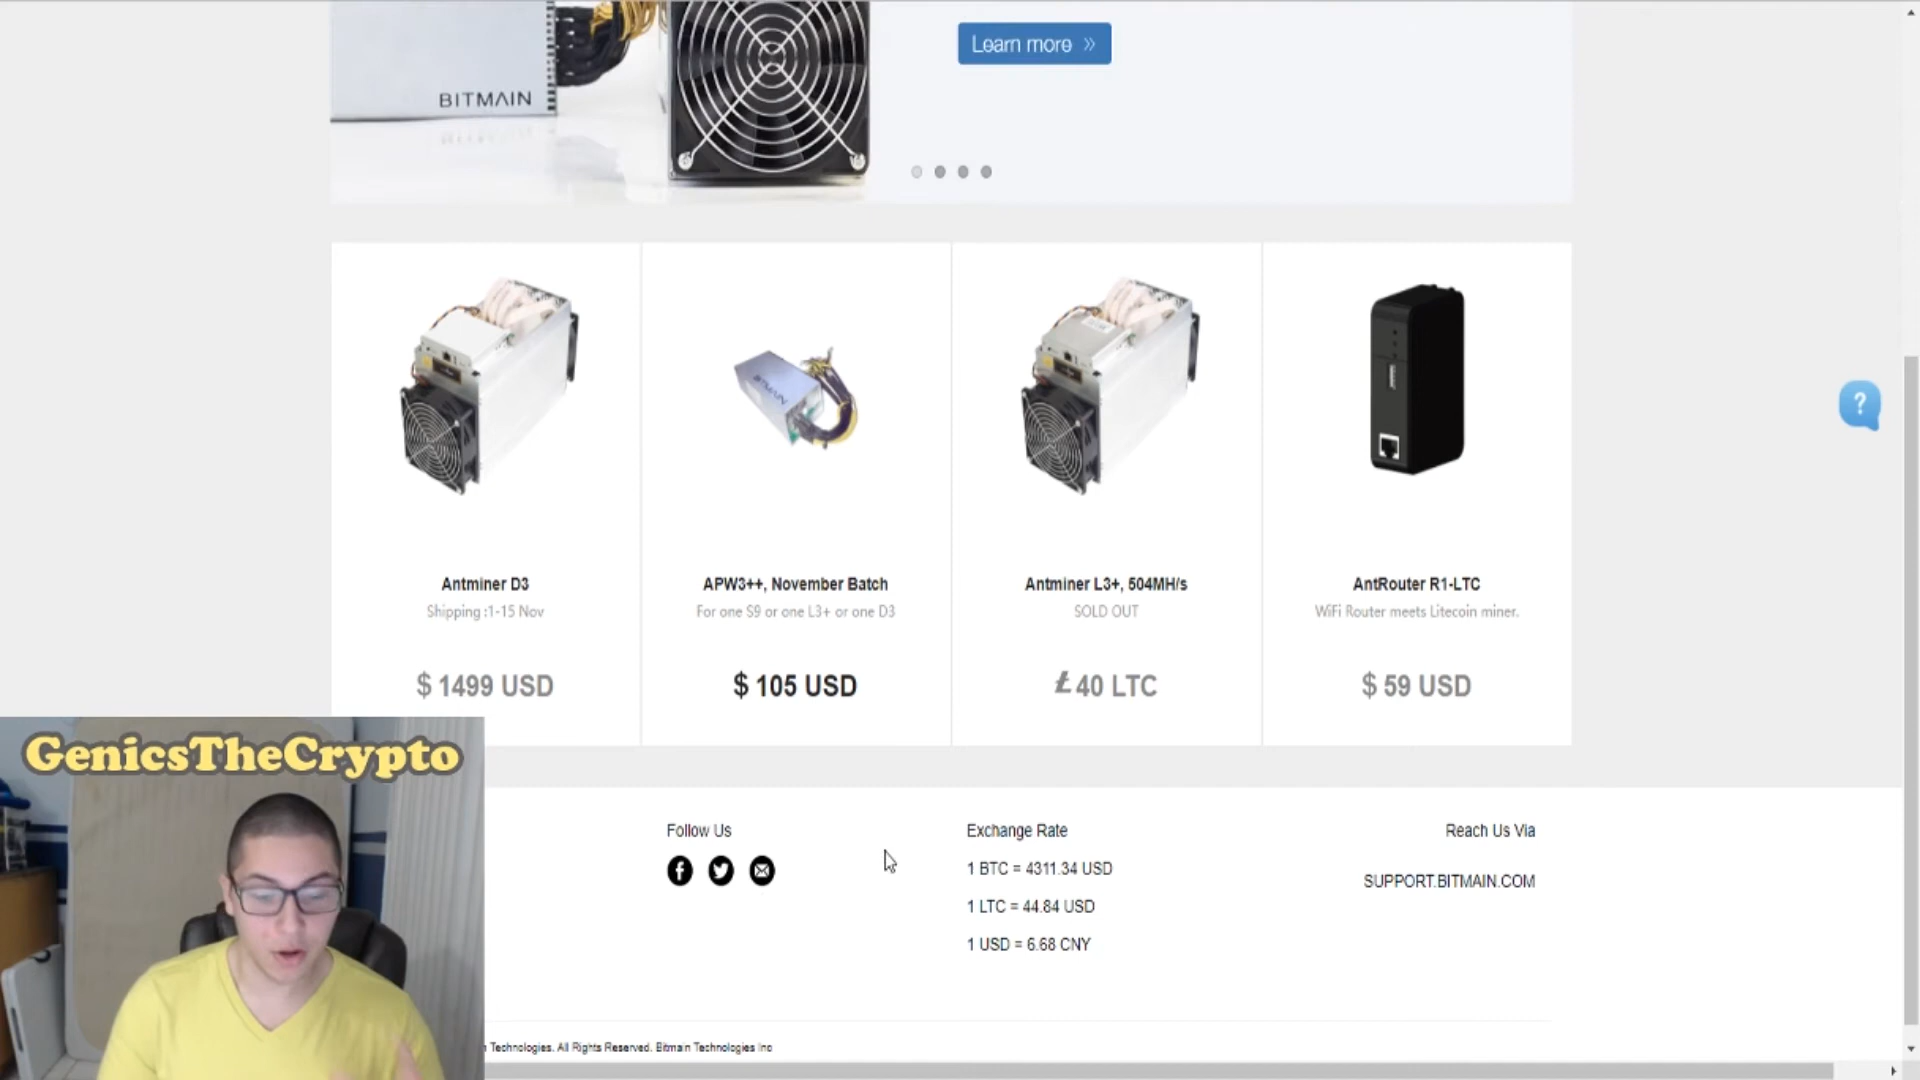 Learn more »
BITMAIN
BITMAIN
Antminer D3
Shipping :1-15 Nov
$ 1499 USD
APW3++, November Batch
For one S9 or one L3+ or one D3
$ 105 USD
Antminer L3+, 504MH/s
SOLD OUT
Ł 40 LTC
AntRouter R1-LTC
WiFi Router meets Litecoin miner.
$ 59 USD
?
GenicsTheCrypto
Follow Us
Exchange Rate
1 BTC = 4311.34 USD
1 LTC = 44.84 USD
1 USD = 6.68 CNY
Reach Us Via
SUPPORT.BITMAIN.COM
Technologies. All Rights Reserved. Bitmain Technologies Inc